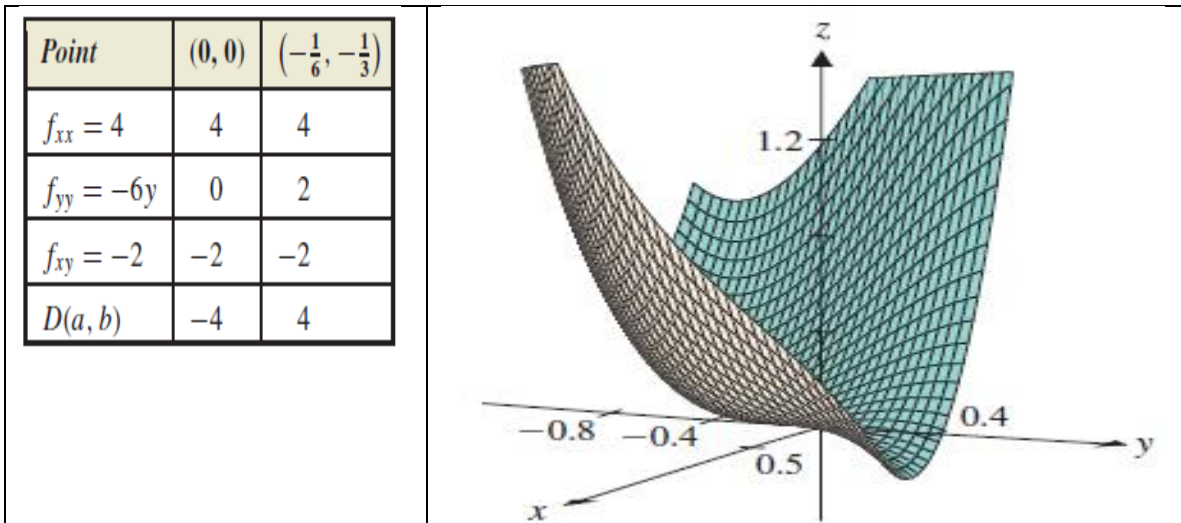 Point (0, 0) (−1/6, −1/3)
f_xx = 4 4 4
f_yy = −6y 0 2
f_xy = −2 −2 −2
D(a, b) −4 4
z
1.2
−0.8 −0.4 0.4
0.5
y
x